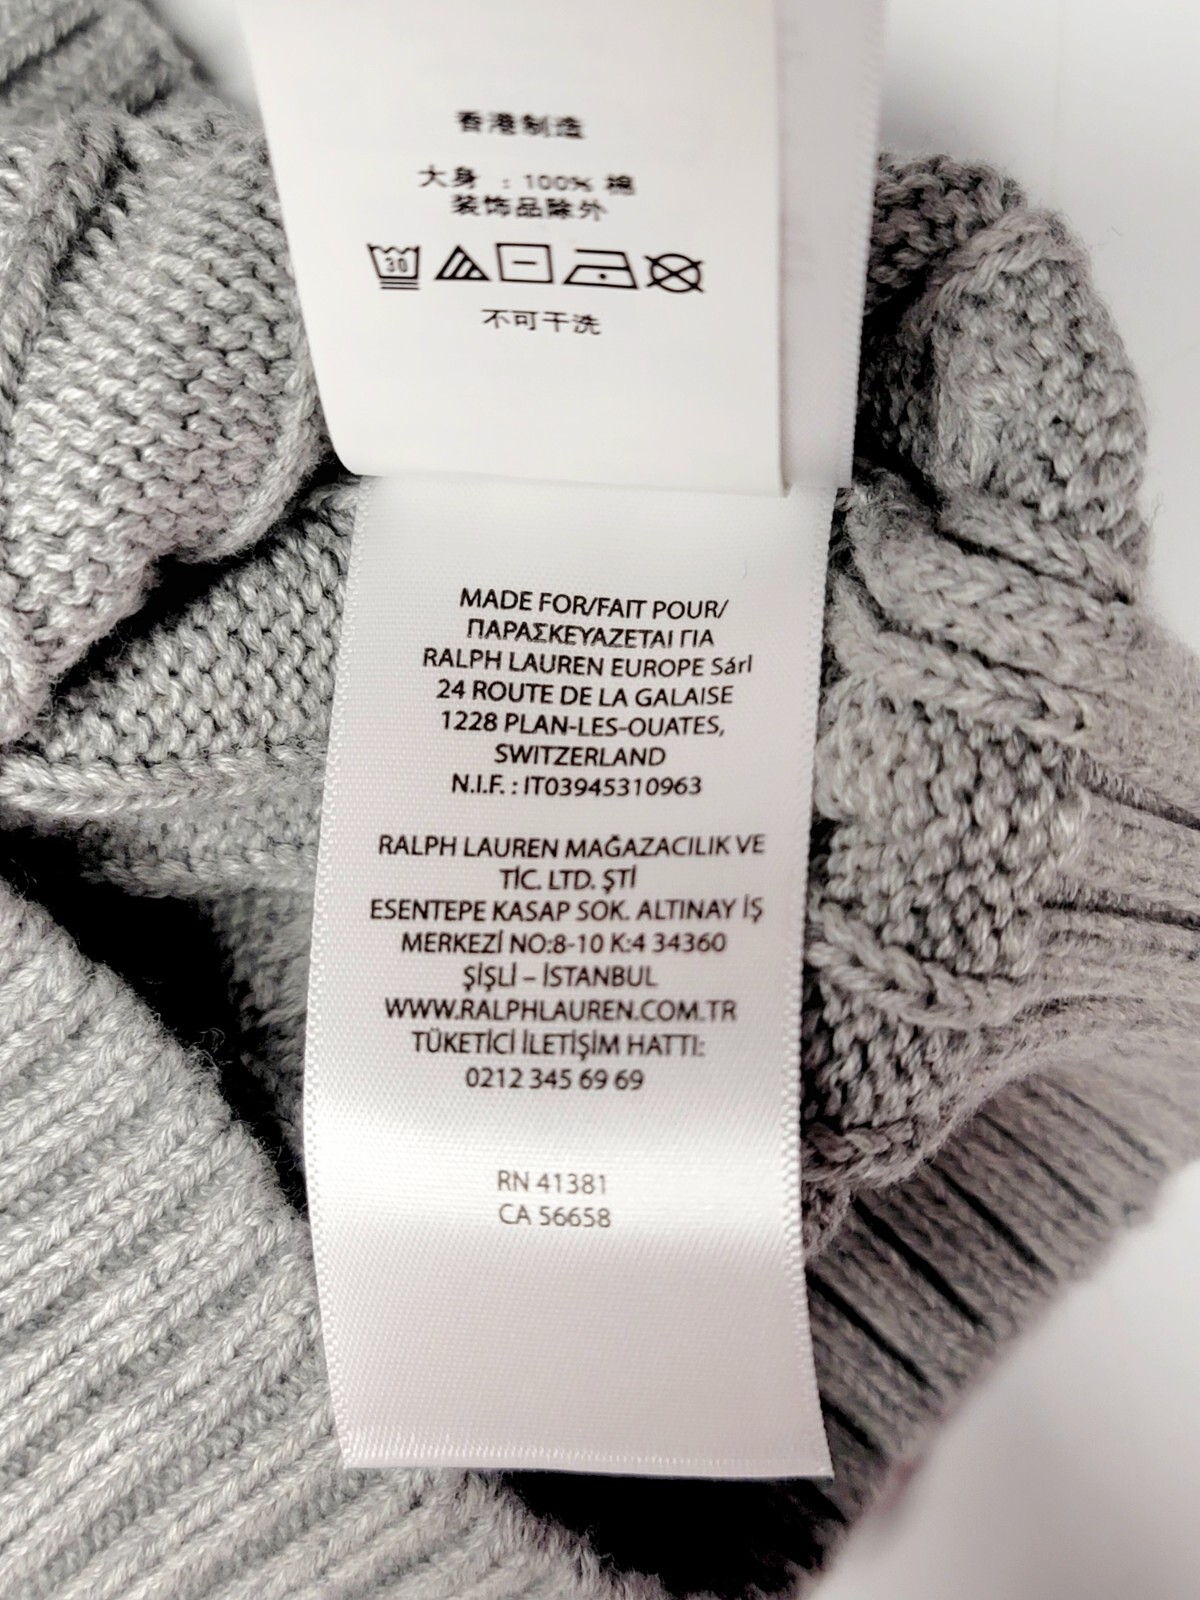 香港制造
大身 : 100% 棉
装饰品除外
30
不可干洗
MADE FOR/FAIT POUR/
ΠΑΡΑΣΚΕΥΑΖΕΤΑΙ ΓΙΑ
RALPH LAUREN EUROPE Sárl
24 ROUTE DE LA GALAISE
1228 PLAN-LES-OUATES,
SWITZERLAND
N.I.F. : IT03945310963
RALPH LAUREN MAĞAZACILIK VE
TİC. LTD. ŞTİ
ESENTEPE KASAP SOK. ALTINAY İŞ
MERKEZİ NO:8-10 K:4 34360
ŞİŞLİ – İSTANBUL
WWW.RALPHLAUREN.COM.TR
TÜKETİCİ İLETİŞİM HATTI:
0212 345 69 69
RN 41381
CA 56658